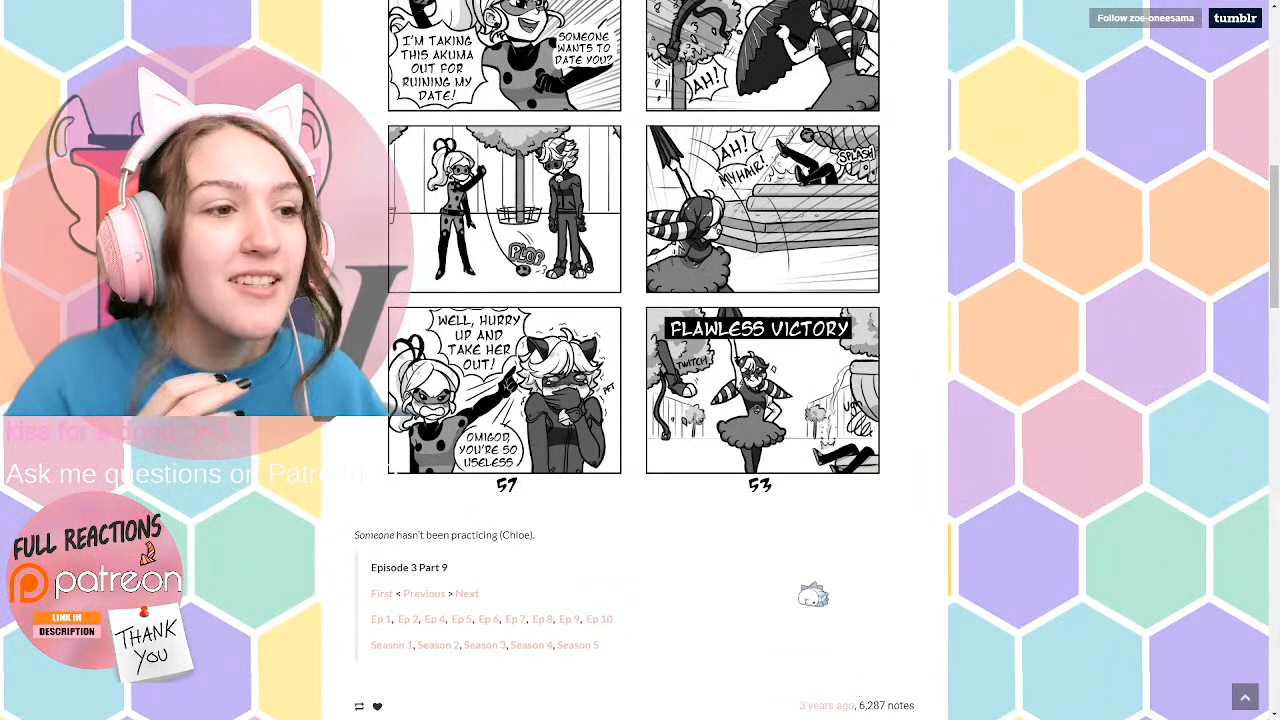 Follow zoe-oneesama
tumblr
I'M TAKING
THIS AKUMA
OUT FOR
RUINING MY
DATE!
SOMEONE
WANTS TO
DATE YOU?
AH!
PLOP
AH!
MY HAIR!
SPLASH
WELL, HURRY
UP AND
TAKE HER
OUT!
PFT
OMIGOD,
YOU'RE SO
USELESS
57
FLAWLESS VICTORY
TWITCH
53
Ask me questions on
FULL REACTIONS
patreon
LINK IN
DESCRIPTION
THANK
YOU
Someone hasn't been practicing (Chloe).
Episode 3 Part 9
First < Previous > Next
Ep 1, Ep 2, Ep 4, Ep 5, Ep 6, Ep 7, Ep 8, Ep 9, Ep 10
Season 1, Season 2, Season 3, Season 4, Season 5
3 years ago, 6,287 notes